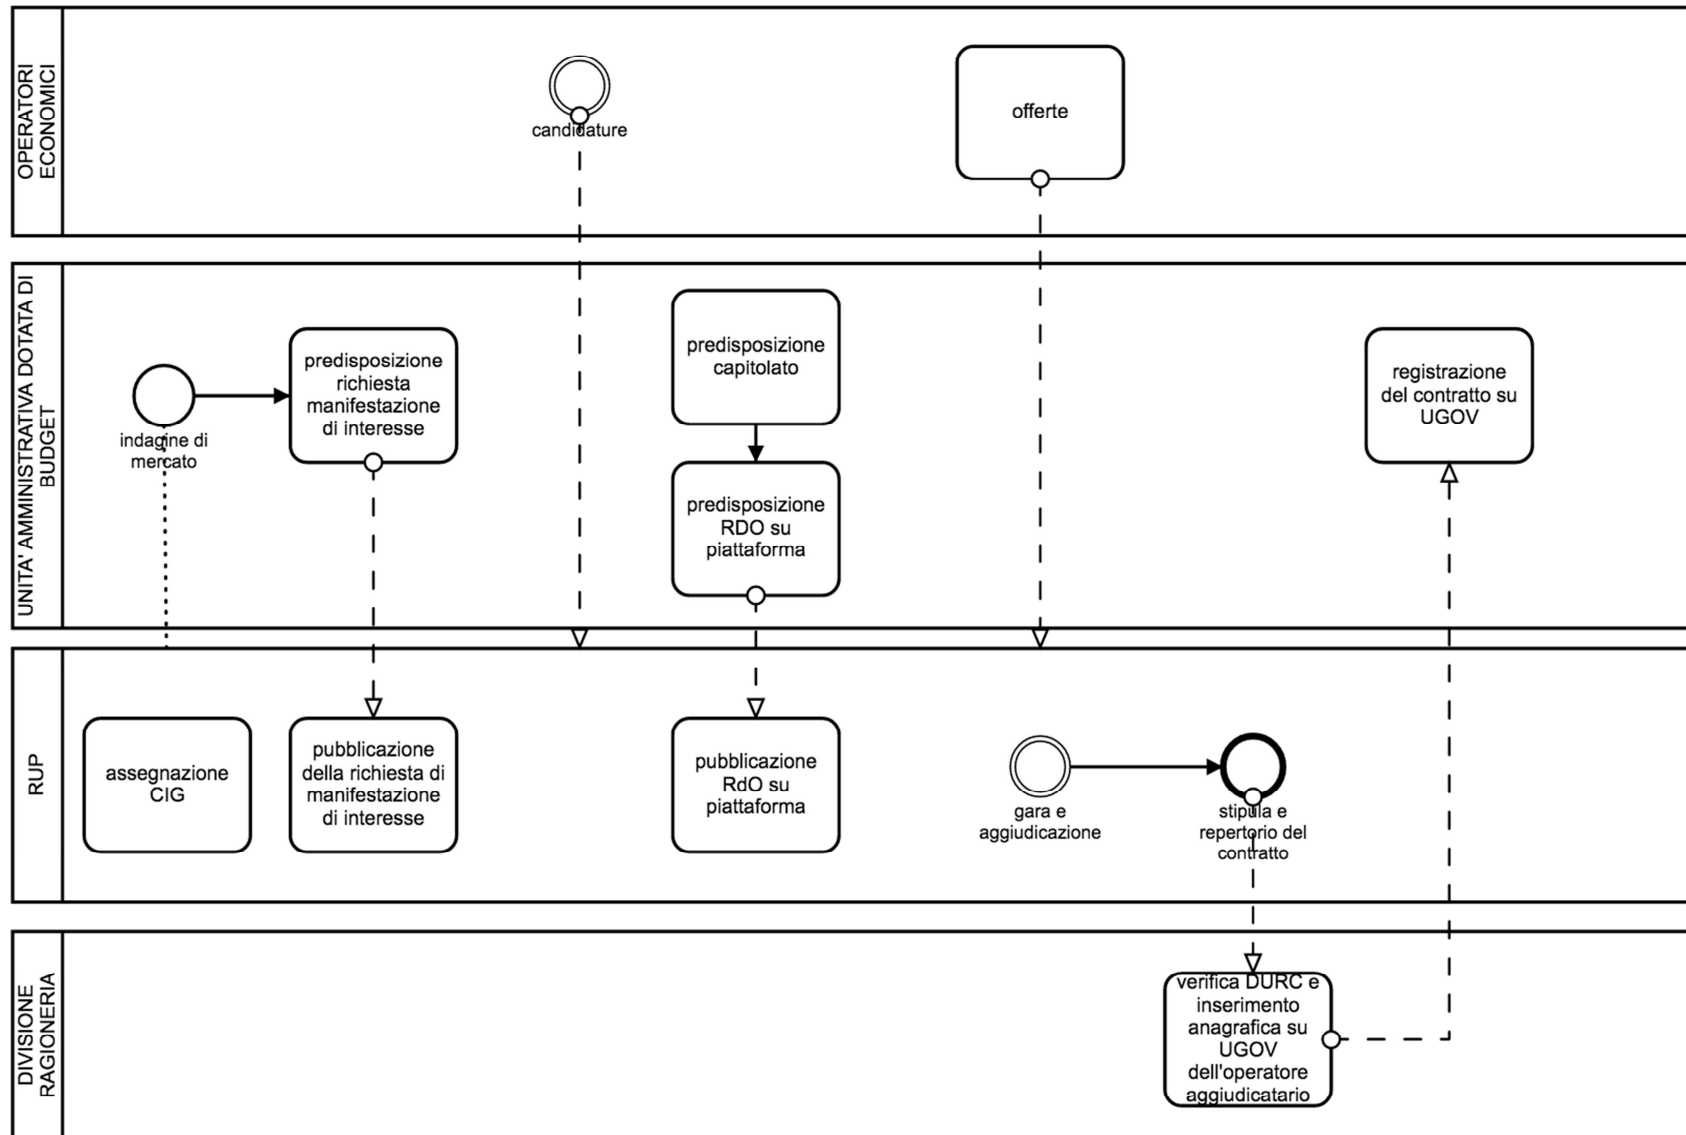 OPERATORI
ECONOMICI
candidature
offerte
UNITA' AMMINISTRATIVA DOTATA DI
BUDGET
indagine di
mercato
predisposizione
richiesta
manifestazione
di interesse
predisposizione
capitolato
predisposizione
RDO su
piattaforma
registrazione
del contratto su
UGOV
RUP
assegnazione
CIG
pubblicazione
della richiesta di
manifestazione
di interesse
pubblicazione
RdO su
piattaforma
gara e
aggiudicazione
stipula e
repertorio del
contratto
DIVISIONE
RAGIONERIA
verifica DURC e
inserimento
anagrafica su
UGOV
dell'operatore
aggiudicatario